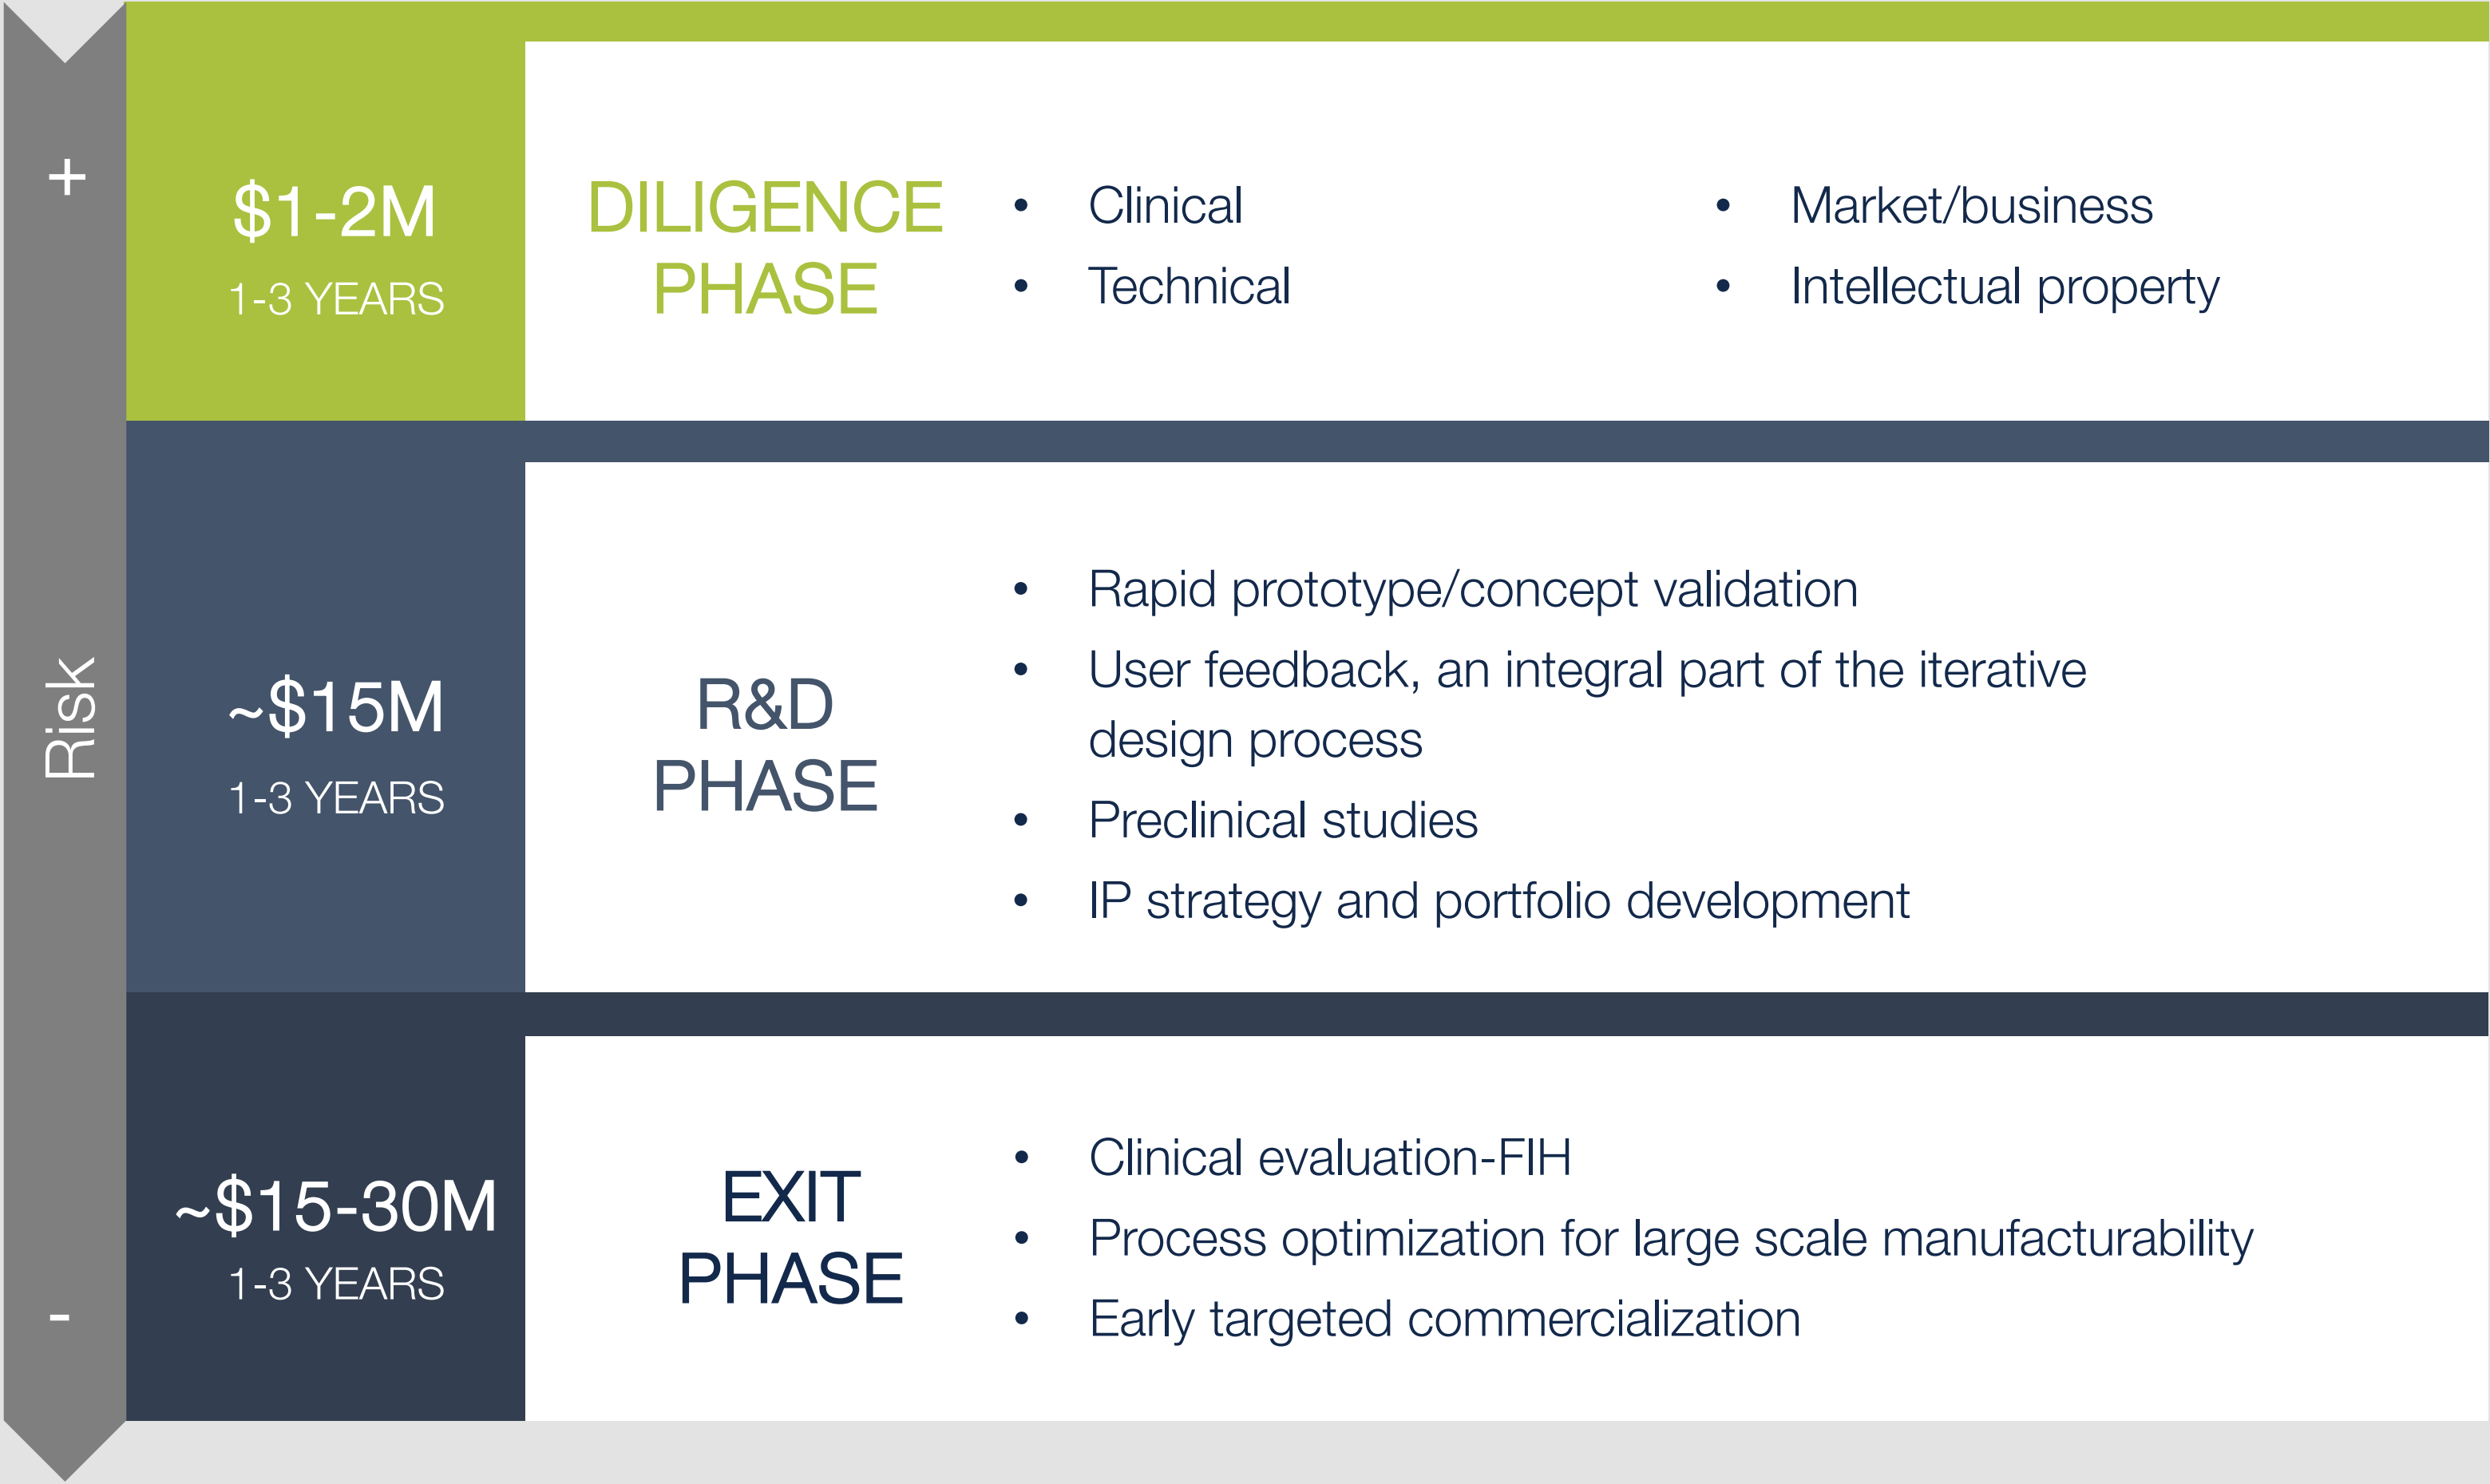 +
Risk
-
$1-2M
1-3 YEARS
DILIGENCE
PHASE
• Clinical
• Technical
• Market/business
• Intellectual property
~$15M
1-3 YEARS
R&D
PHASE
• Rapid prototype/concept validation
• User feedback, an integral part of the iterative
design process
• Preclinical studies
• IP strategy and portfolio development
~$15-30M
1-3 YEARS
EXIT
PHASE
• Clinical evaluation-FIH
• Process optimization for large scale manufacturability
• Early targeted commercialization